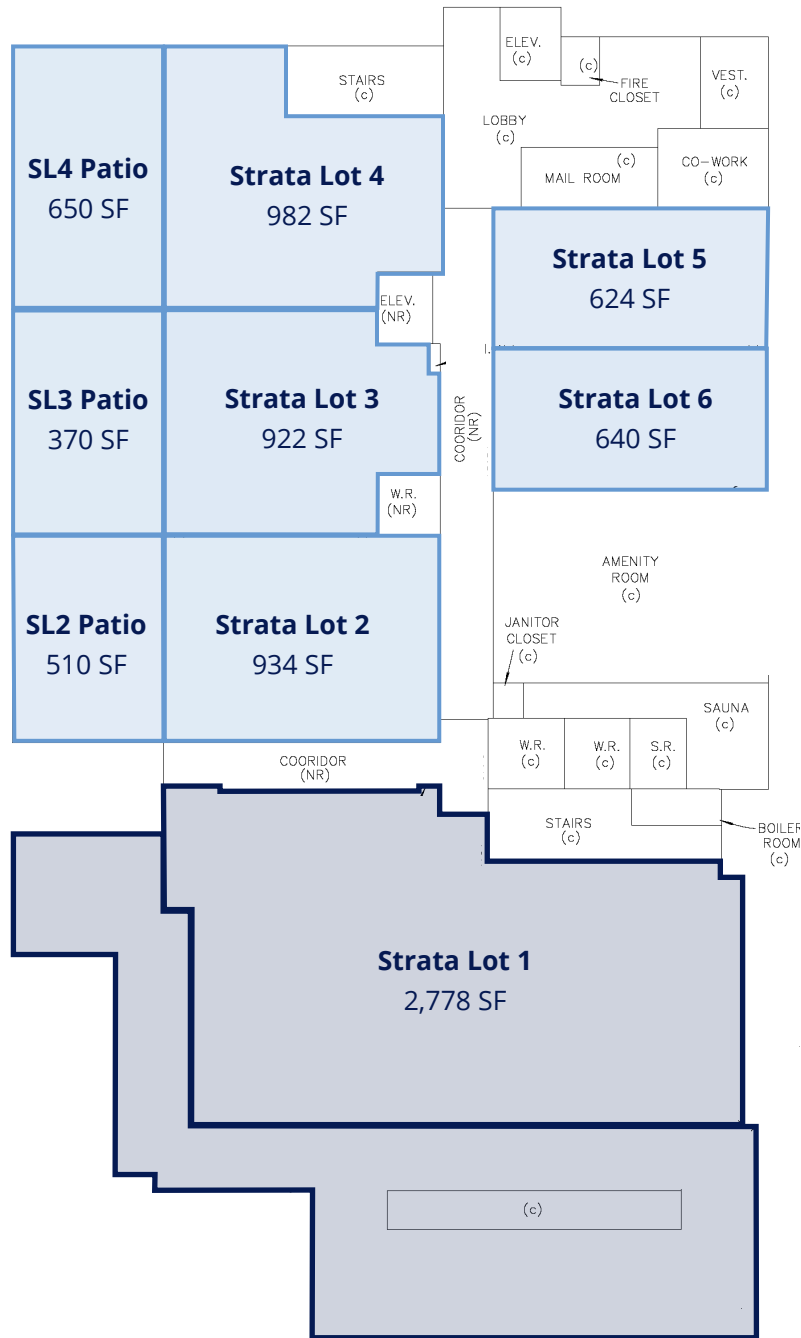 ELEV.
(c)
(c)
FIRE
CLOSET
VEST.
(c)
STAIRS
(c)
LOBBY
(c)
(c)
MAIL ROOM
CO-WORK
(c)
SL4 Patio
650 SF
Strata Lot 4
982 SF
Strata Lot 5
624 SF
ELEV.
(NR)
SL3 Patio
370 SF
Strata Lot 3
922 SF
COORIDOR
(NR)
Strata Lot 6
640 SF
W.R.
(NR)
AMENITY
ROOM
(c)
SL2 Patio
510 SF
Strata Lot 2
934 SF
JANITOR
CLOSET
(c)
SAUNA
(c)
W.R.
(c)
W.R.
(c)
S.R.
(c)
COORIDOR
(NR)
STAIRS
(c)
BOILER
ROOM
(c)
Strata Lot 1
2,778 SF
(c)